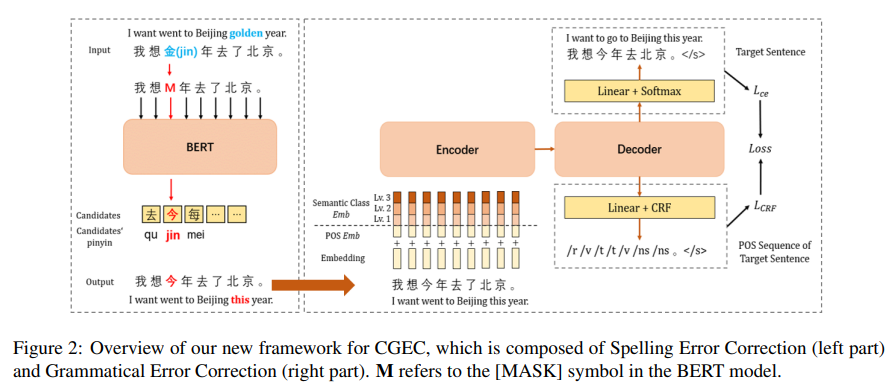 I want went to Beijing golden year.
Input
我 想 金(jin) 年 去 了 北 京 。
我 想 M 年 去 了 北 京 。
BERT
Candidates
去 今 每 ... ...
Candidates' pinyin
qu jin mei
Output
我 想 今 年 去 了 北 京 。
I want went to Beijing this year.
Encoder
Semantic Class Emb
Lv. 3
Lv. 2
Lv. 1
POS Emb
+ + + + + + + + +
Embedding
我 想 今 年 去 了 北 京 。
I want went to Beijing this year.
I want to go to Beijing this year.
我 想 今 年 去 北 京 。</s>
Target Sentence
Linear + Softmax
Decoder
Linear + CRF
/r /v /t /t /v /ns /ns 。</s>
POS Sequence of
Target Sentence
Lce
Loss
LCRF
Figure 2: Overview of our new framework for CGEC, which is composed of Spelling Error Correction (left part)
and Grammatical Error Correction (right part). M refers to the [MASK] symbol in the BERT model.